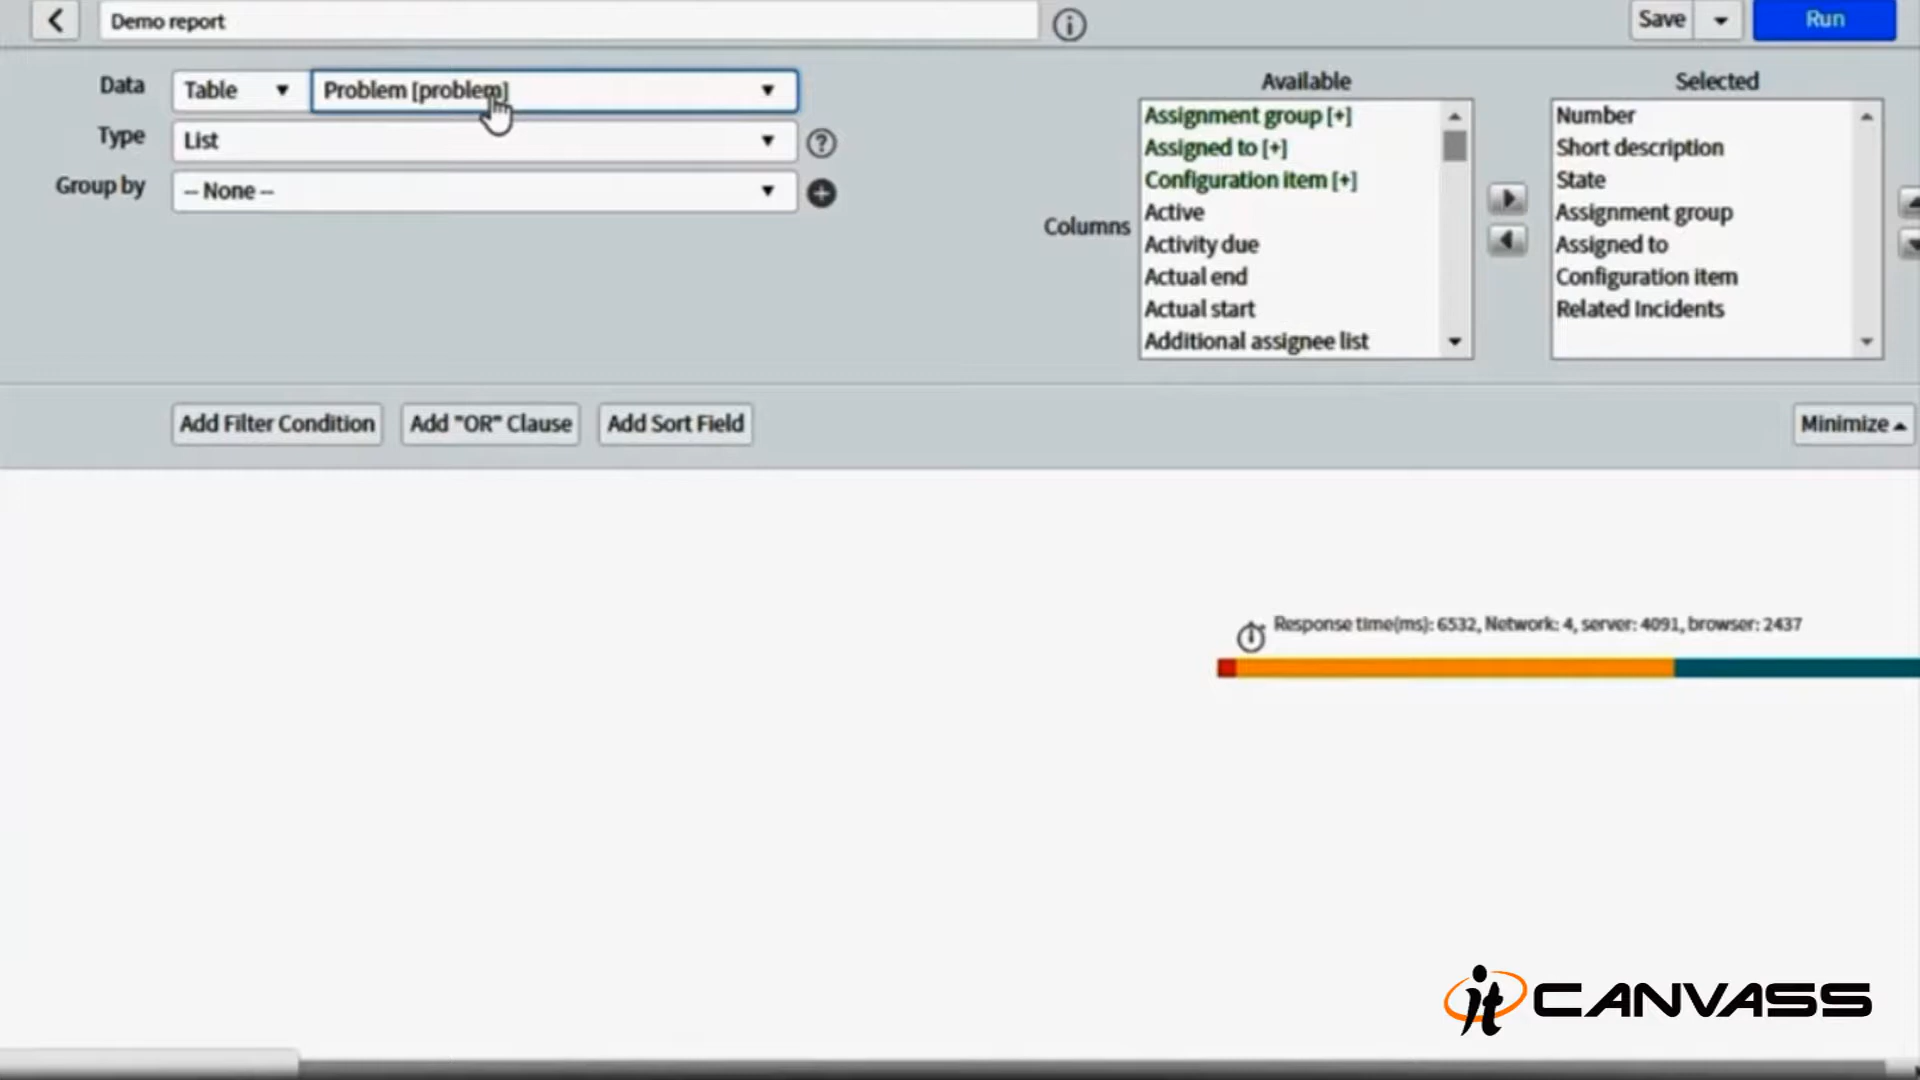 Demo report
Save
Run
Data
Table
Problem [problem]
Type
List
Group by
-- None --
Columns
Available
Assignment group [+]
Assigned to [+]
Configuration item [+]
Active
Activity due
Actual end
Actual start
Additional assignee list
Selected
Number
Short description
State
Assignment group
Assigned to
Configuration item
Related Incidents
Add Filter Condition
Add "OR" Clause
Add Sort Field
Minimize
Response time(ms): 6532, Network: 4, server: 4091, browser: 2437
it CANVASS